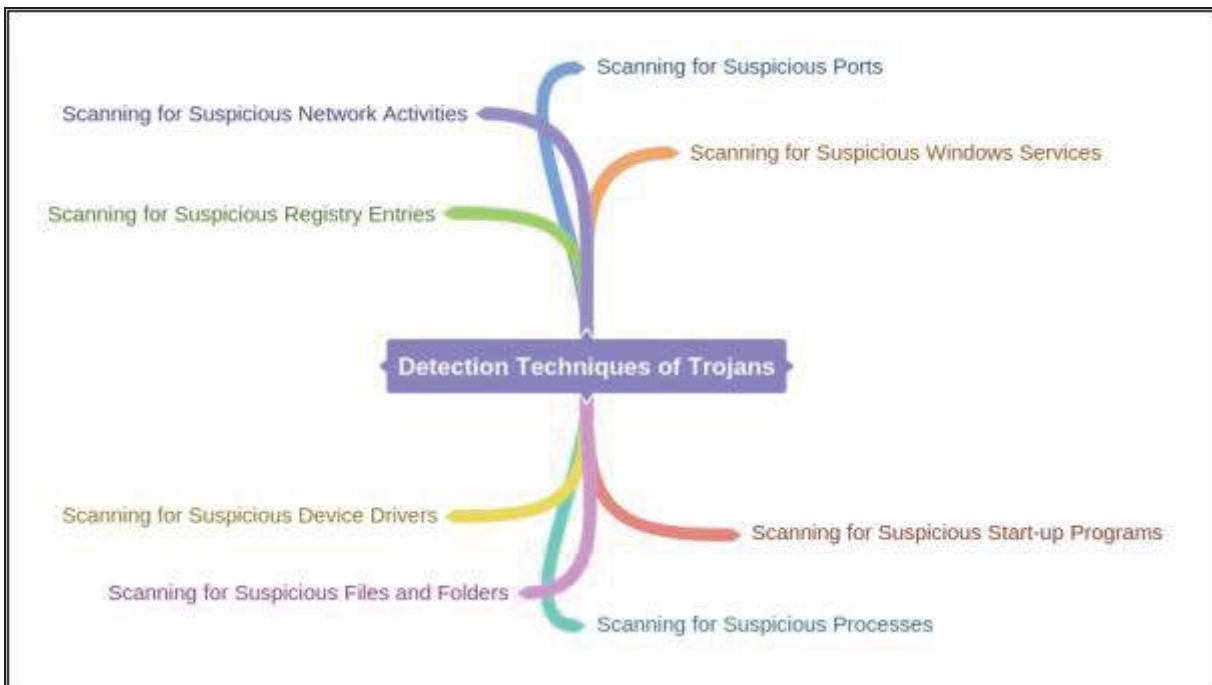 Scanning for Suspicious Ports
Scanning for Suspicious Network Activities
Scanning for Suspicious Windows Services
Scanning for Suspicious Registry Entries
Detection Techniques of Trojans
Scanning for Suspicious Device Drivers
Scanning for Suspicious Start-up Programs
Scanning for Suspicious Files and Folders
Scanning for Suspicious Processes